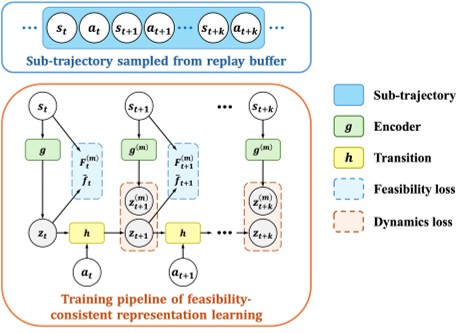 ... s_t a_t s_{t+1} a_{t+1} ... s_{t+k} a_{t+k} ...
Sub-trajectory sampled from replay buffer
s_t s_{t+1} ... s_{t+k}
g g^{(m)} g^{(m)}
F_t^{(m)} F_{t+1}^{(m)}
f̃_t f̃_{t+1}
z̃_{t+1}^{(m)} z̃_{t+k}^{(m)}
z_t h z_{t+1} h ... z_{t+k}
a_t a_{t+1}
Training pipeline of feasibility-
consistent representation learning
Sub-trajectory
g Encoder
h Transition
Feasibility loss
Dynamics loss